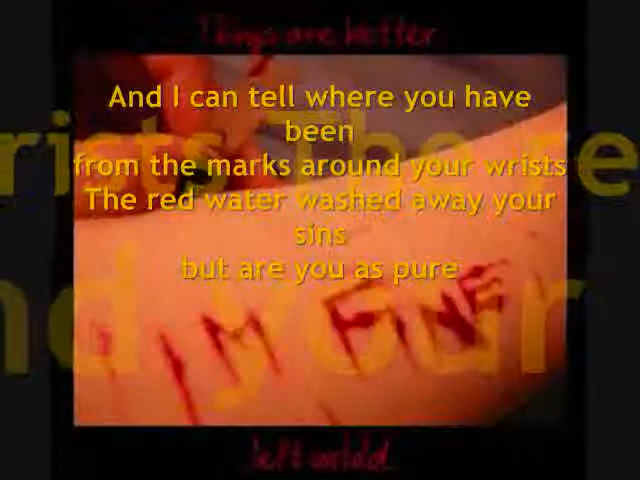 Things are better
And I can tell where you have
been
from the marks around your wrists
The red water washed away your
sins
but are you as pure
I'M FINE
left untold